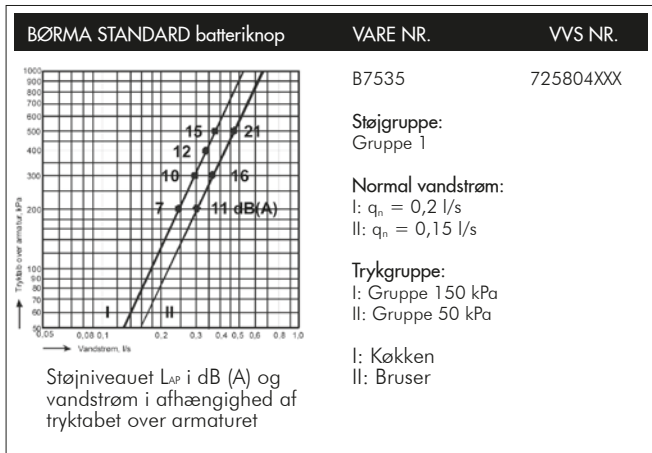 BØRMA STANDARD batteriknop VARE NR. VVS NR.
B7535 725804XXX
Støjgruppe:
Gruppe 1
Normal vandstrøm:
I: qn = 0,2 l/s
II: qn = 0,15 l/s
Trykgruppe:
I: Gruppe 150 kPa
II: Gruppe 50 kPa
I: Køkken
II: Bruser
Tryktab over armatur, kPa
1000
900
800
700
600
500
400
300
200
100
90
80
70
60
50
15 21
12
10 16
7 11 dB(A)
I II
0,05 0,08 0,1 0,2 0,3 0,4 0,5 0,6 0,8 1,0
Vandstrøm, l/s
Støjniveauet LAP i dB (A) og
vandstrøm i afhængighed af
tryktabet over armaturet